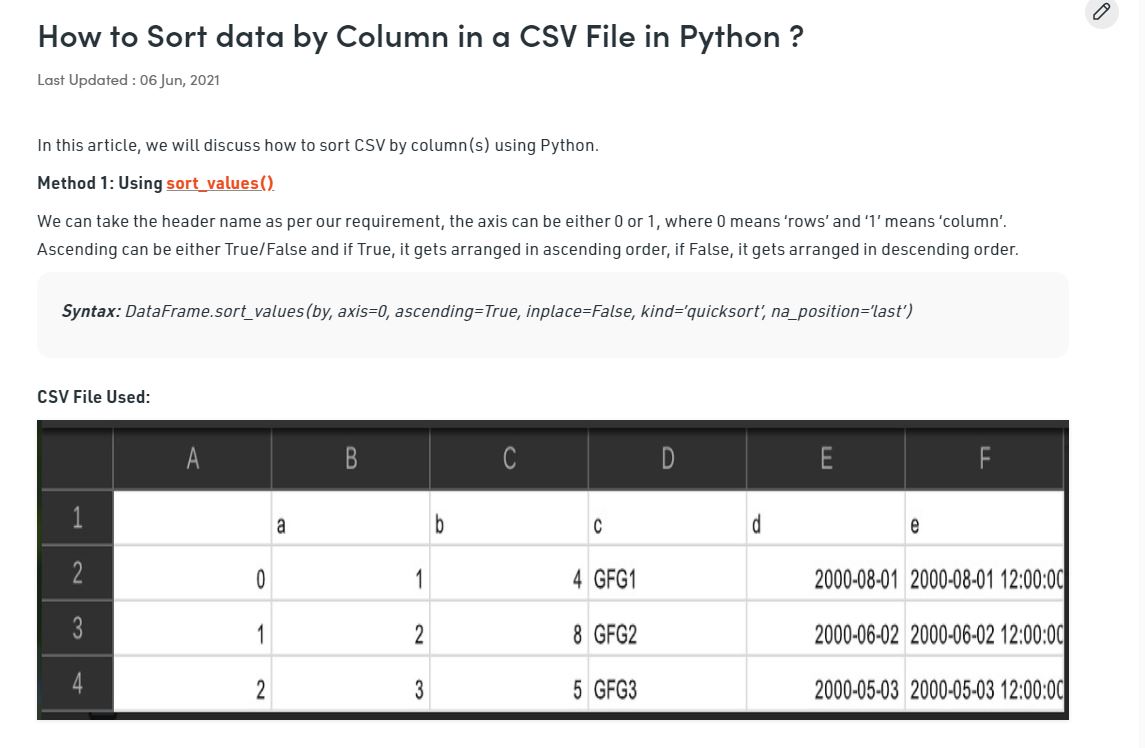 How to Sort data by Column in a CSV File in Python ?
Last Updated : 06 Jun, 2021
In this article, we will discuss how to sort CSV by column(s) using Python.
Method 1: Using sort_values()
We can take the header name as per our requirement, the axis can be either 0 or 1, where 0 means ‘rows’ and ‘1’ means ‘column’.
Ascending can be either True/False and if True, it gets arranged in ascending order, if False, it gets arranged in descending order.
Syntax: DataFrame.sort_values(by, axis=0, ascending=True, inplace=False, kind=’quicksort’, na_position=’last’)
CSV File Used:
A B C D E F
1 a b c d e
2 0 1 4 GFG1 2000-08-01 2000-08-01 12:00:00
3 1 2 8 GFG2 2000-06-02 2000-06-02 12:00:00
4 2 3 5 GFG3 2000-05-03 2000-05-03 12:00:00